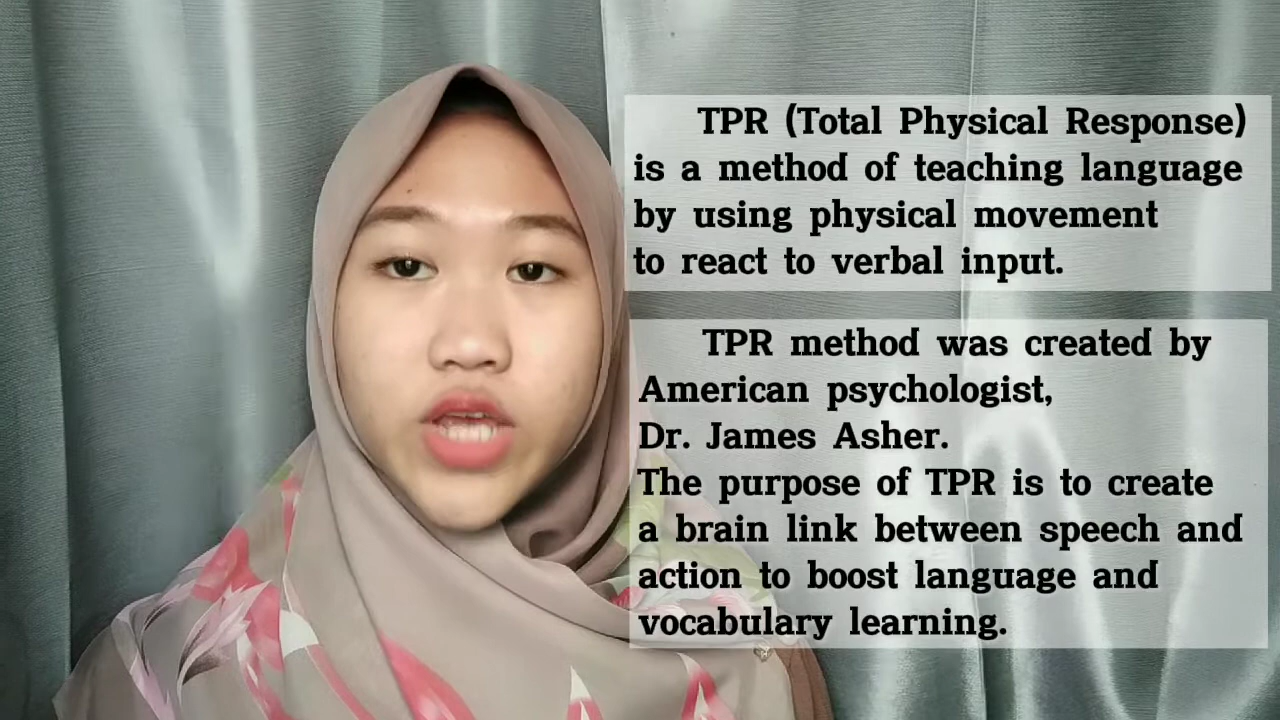 TPR (Total Physical Response)
is a method of teaching language
by using physical movement
to react to verbal input.
TPR method was created by
American psychologist,
Dr. James Asher.
The purpose of TPR is to create
a brain link between speech and
action to boost language and
vocabulary learning.